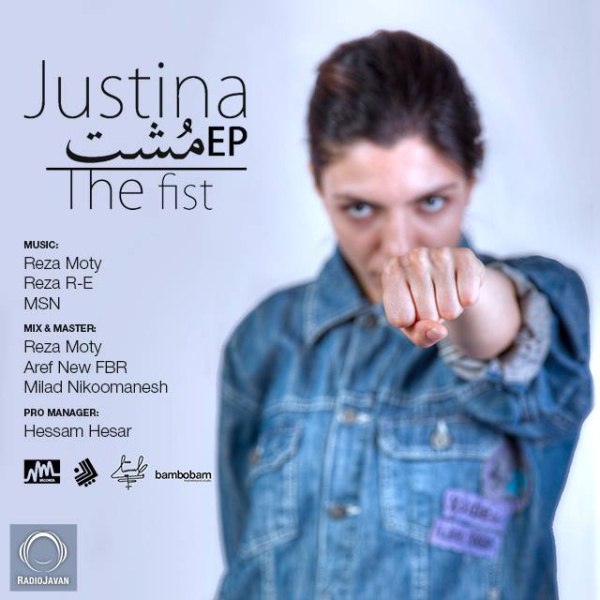 Justina
مُشت EP
The fist
MUSIC:
Reza Moty
Reza R-E
MSN
MIX & MASTER:
Reza Moty
Aref New FBR
Milad Nikoomanesh
PRO MANAGER:
Hessam Hesar
bambobam
RADIOJAVAN